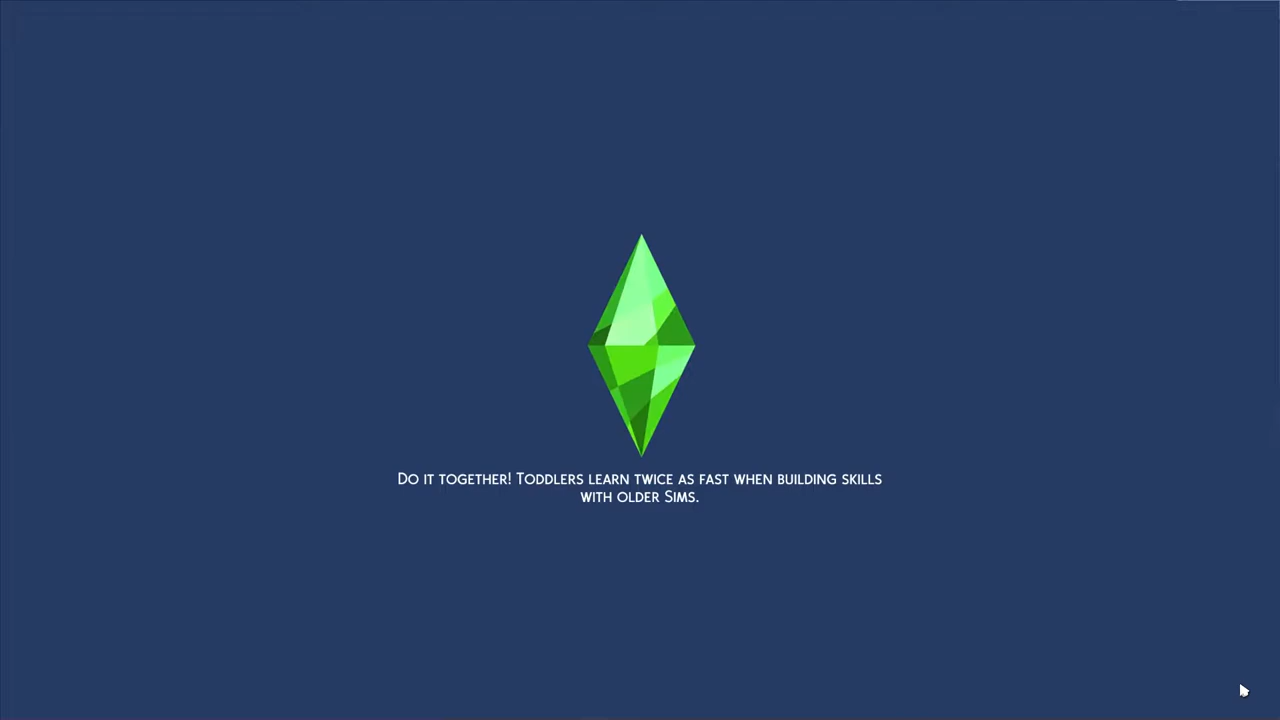 Do it together! Toddlers learn twice as fast when building skills
with older Sims.